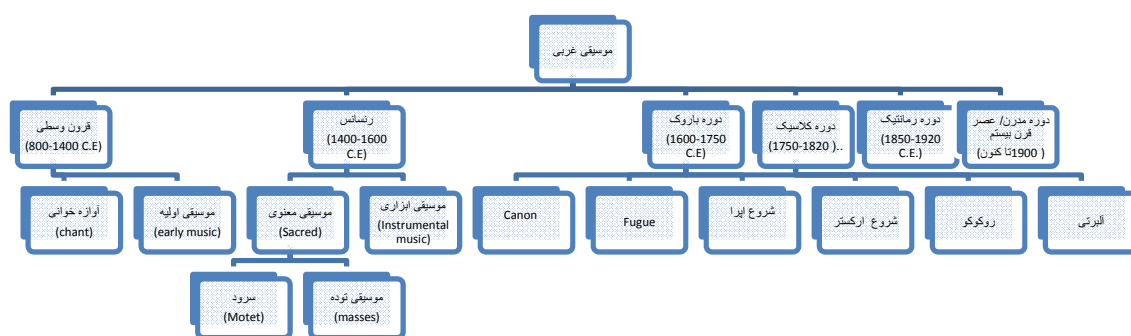 موسیقی غربی
قرون وسطی
(800-1400 C.E)
رنسانس
(1400-1600
C.E)
دوره باروک
(1600-1750
C.E)
دوره کلاسیک
(1750-1820 )..
دوره رمانتیک
(1850-1920
C.E.)
دوره مدرن/ عصر
قرن بیستم
( 1900تا کنون)
آوازه خوانی
(chant)
موسیقی اولیه
(early music)
موسیقی معنوی
(Sacred)
موسیقی ابزاری
(Instrumental
music)
Canon
Fugue
شروع اپرا
شروع ارکستر
روکوکو
آلبرتی
سرود
(Motet)
موسیقی توده
(masses)